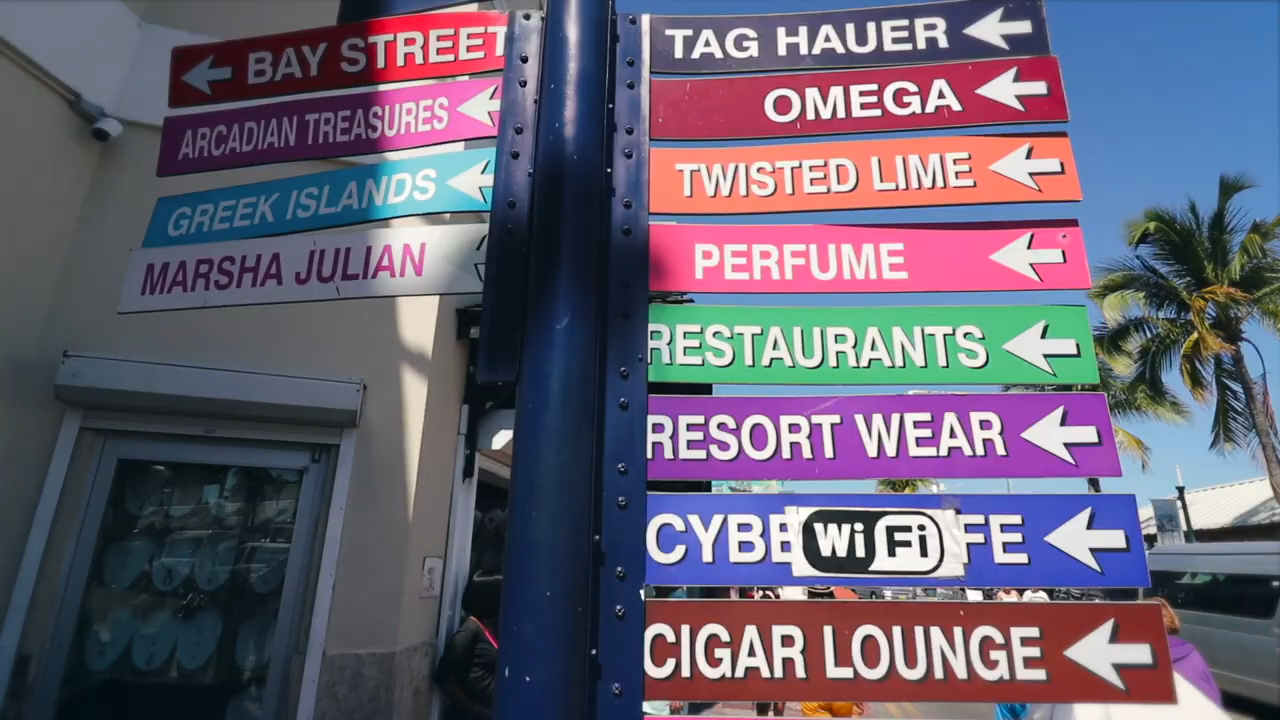 BAY STREET
ARCADIAN TREASURES
GREEK ISLANDS
MARSHA JULIAN
TAG HAUER
OMEGA
TWISTED LIME
PERFUME
RESTAURANTS
RESORT WEAR
CYBE WiFi FE
CIGAR LOUNGE